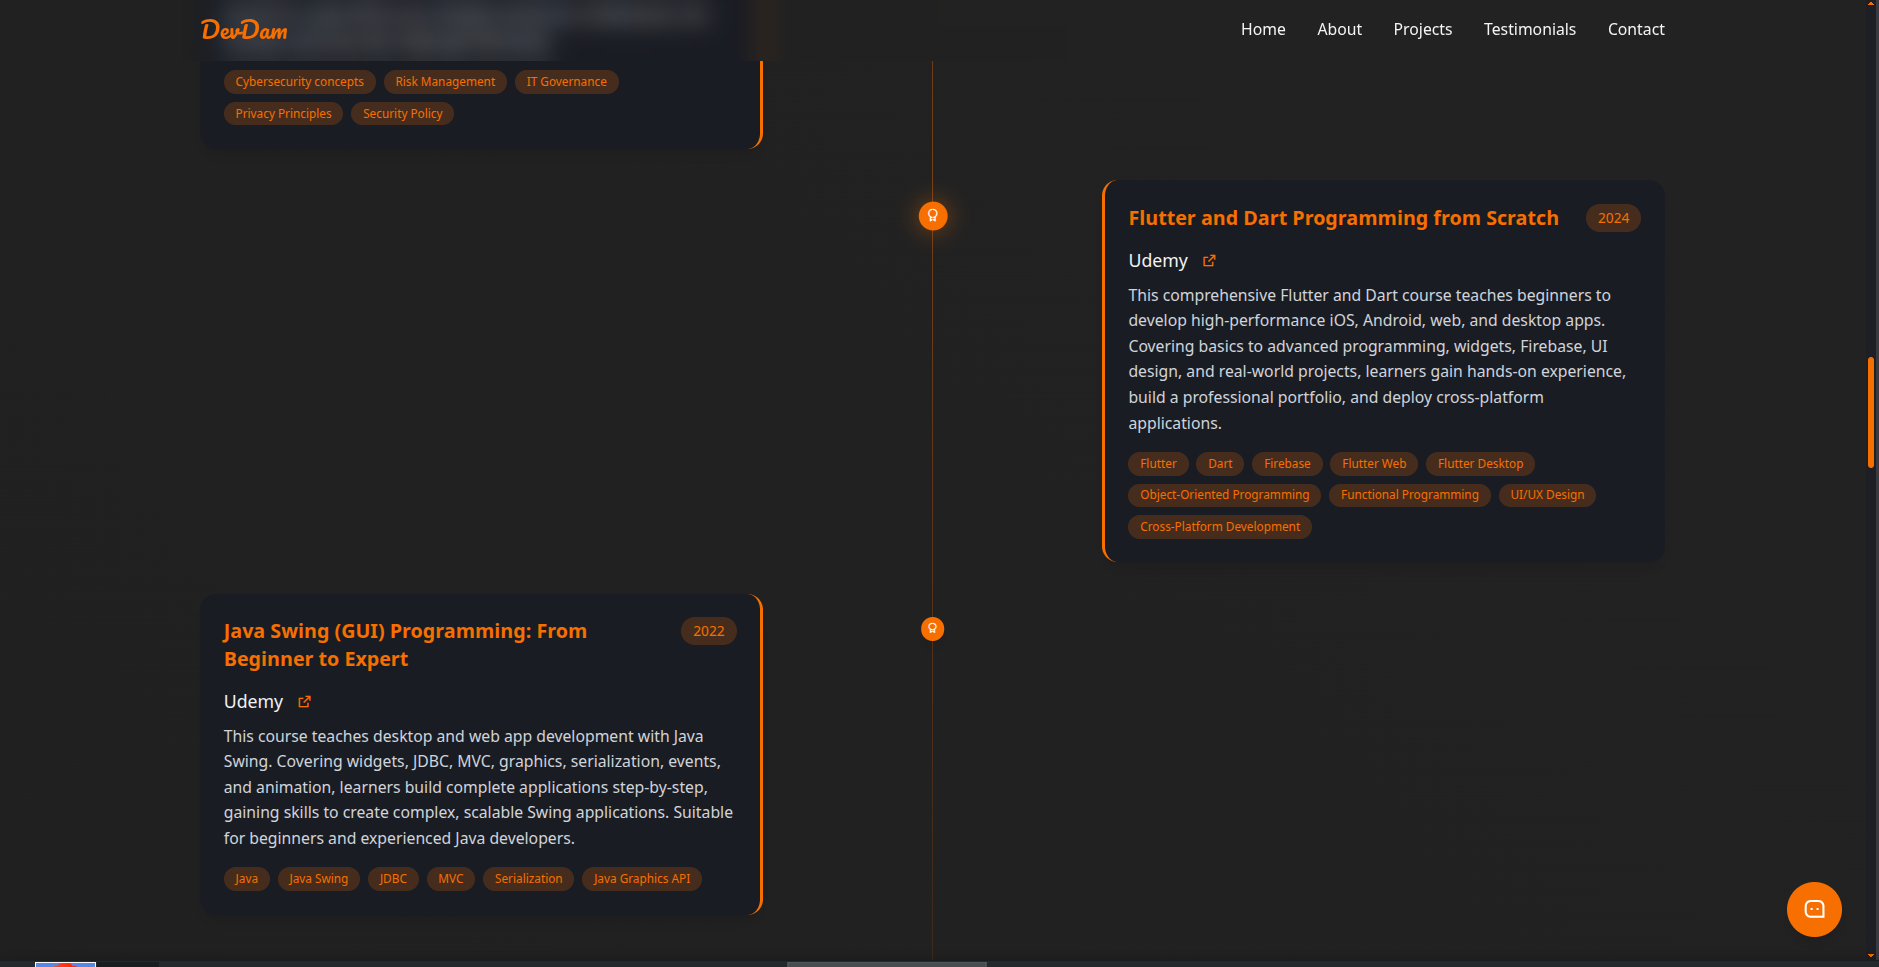 DevDam
Home About Projects Testimonials Contact
Cybersecurity concepts Risk Management IT Governance
Privacy Principles Security Policy
Flutter and Dart Programming from Scratch 2024
Udemy
This comprehensive Flutter and Dart course teaches beginners to
develop high-performance iOS, Android, web, and desktop apps.
Covering basics to advanced programming, widgets, Firebase, UI
design, and real-world projects, learners gain hands-on experience,
build a professional portfolio, and deploy cross-platform
applications.
Flutter Dart Firebase Flutter Web Flutter Desktop
Object-Oriented Programming Functional Programming UI/UX Design
Cross-Platform Development
Java Swing (GUI) Programming: From 2022
Beginner to Expert
Udemy
This course teaches desktop and web app development with Java
Swing. Covering widgets, JDBC, MVC, graphics, serialization, events,
and animation, learners build complete applications step-by-step,
gaining skills to create complex, scalable Swing applications. Suitable
for beginners and experienced Java developers.
Java Java Swing JDBC MVC Serialization Java Graphics API